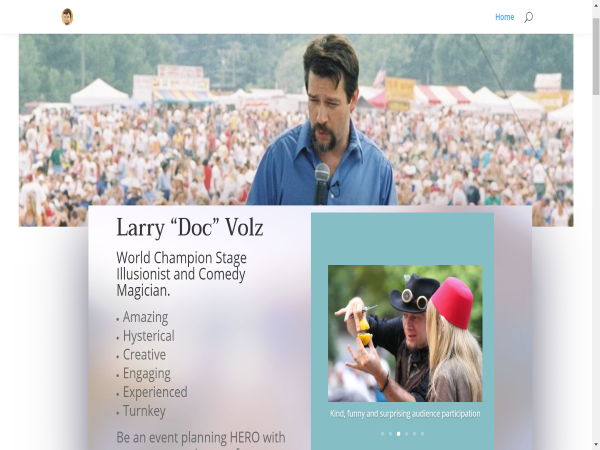 Home
Larry “Doc” Volz
World Champion Stage
Illusionist and Comedy
Magician.
Amazing
Hysterical
Creative
Engaging
Experienced
Turnkey
Be an event planning HERO with
Kind, funny and surprising audience participation